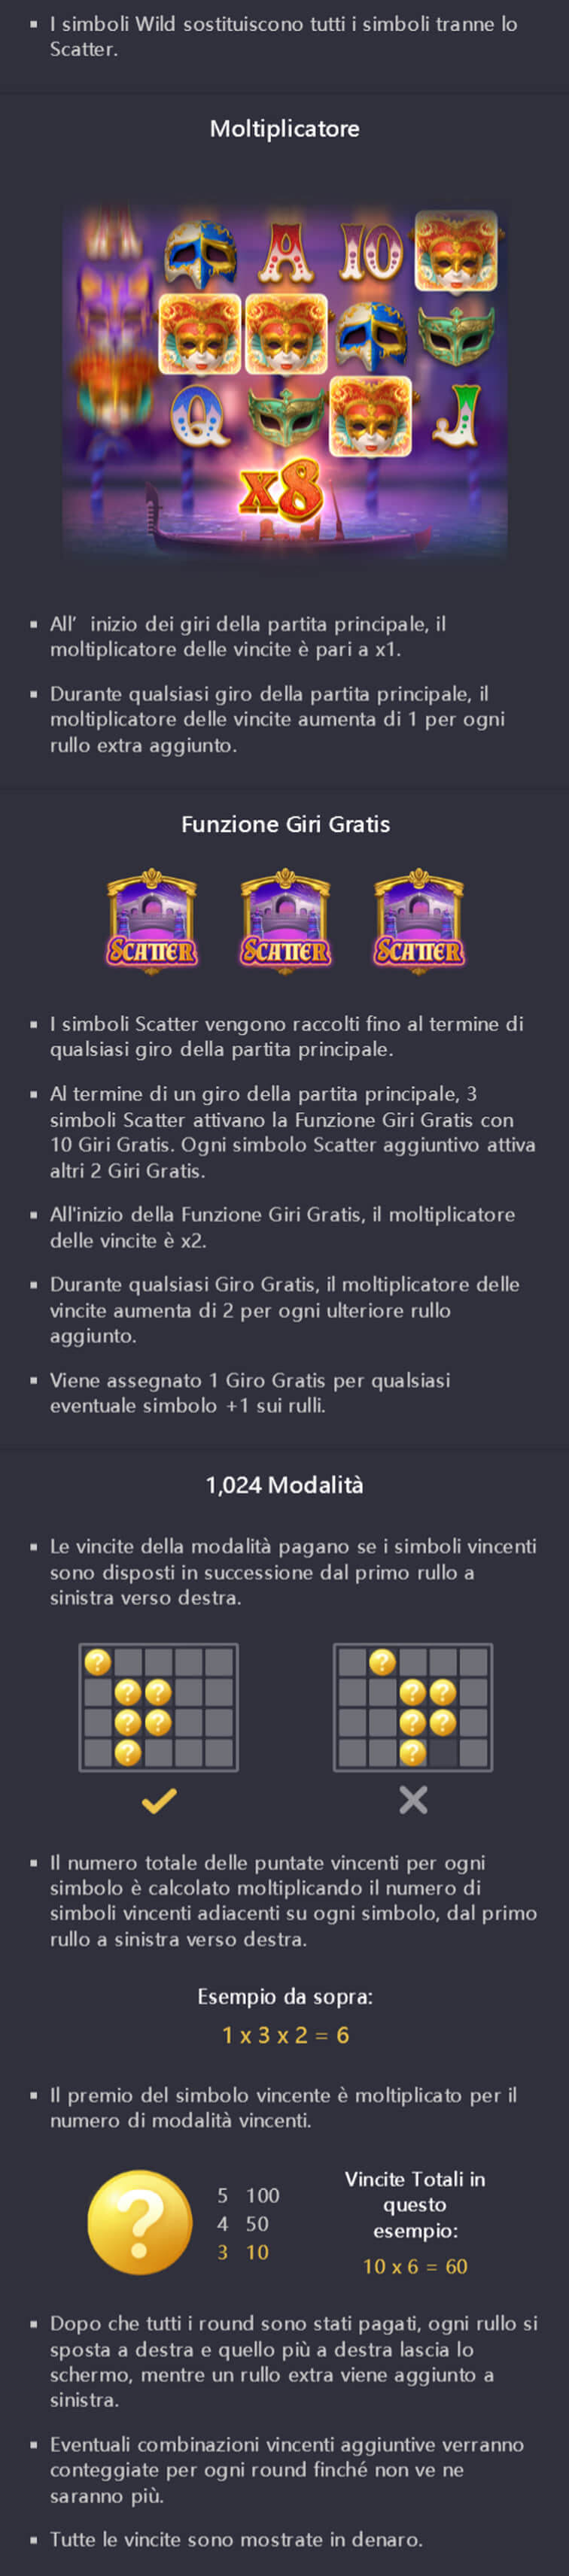 ▪ I simboli Wild sostituiscono tutti i simboli tranne lo
Scatter.
Moltiplicatore
A 10
Q J
x8
▪ All’ inizio dei giri della partita principale, il
moltiplicatore delle vincite è pari a x1.
▪ Durante qualsiasi giro della partita principale, il
moltiplicatore delle vincite aumenta di 1 per ogni
rullo extra aggiunto.
Funzione Giri Gratis
SCATTER SCATTER SCATTER
▪ I simboli Scatter vengono raccolti fino al termine di
qualsiasi giro della partita principale.
▪ Al termine di un giro della partita principale, 3
simboli Scatter attivano la Funzione Giri Gratis con
10 Giri Gratis. Ogni simbolo Scatter aggiuntivo attiva
altri 2 Giri Gratis.
▪ All'inizio della Funzione Giri Gratis, il moltiplicatore
delle vincite è x2.
▪ Durante qualsiasi Giro Gratis, il moltiplicatore delle
vincite aumenta di 2 per ogni ulteriore rullo
aggiunto.
▪ Viene assegnato 1 Giro Gratis per qualsiasi
eventuale simbolo +1 sui rulli.
1,024 Modalità
▪ Le vincite della modalità pagano se i simboli vincenti
sono disposti in successione dal primo rullo a
sinistra verso destra.
? ?
? ? ? ?
? ? ? ?
? ?
▪ Il numero totale delle puntate vincenti per ogni
simbolo è calcolato moltiplicando il numero di
simboli vincenti adiacenti su ogni simbolo, dal primo
rullo a sinistra verso destra.
Esempio da sopra:
1 x 3 x 2 = 6
▪ Il premio del simbolo vincente è moltiplicato per il
numero di modalità vincenti.
?
5 100
4 50
3 10
Vincite Totali in
questo
esempio:
10 x 6 = 60
▪ Dopo che tutti i round sono stati pagati, ogni rullo si
sposta a destra e quello più a destra lascia lo
schermo, mentre un rullo extra viene aggiunto a
sinistra.
▪ Eventuali combinazioni vincenti aggiuntive verranno
conteggiate per ogni round finché non ve ne
saranno più.
▪ Tutte le vincite sono mostrate in denaro.